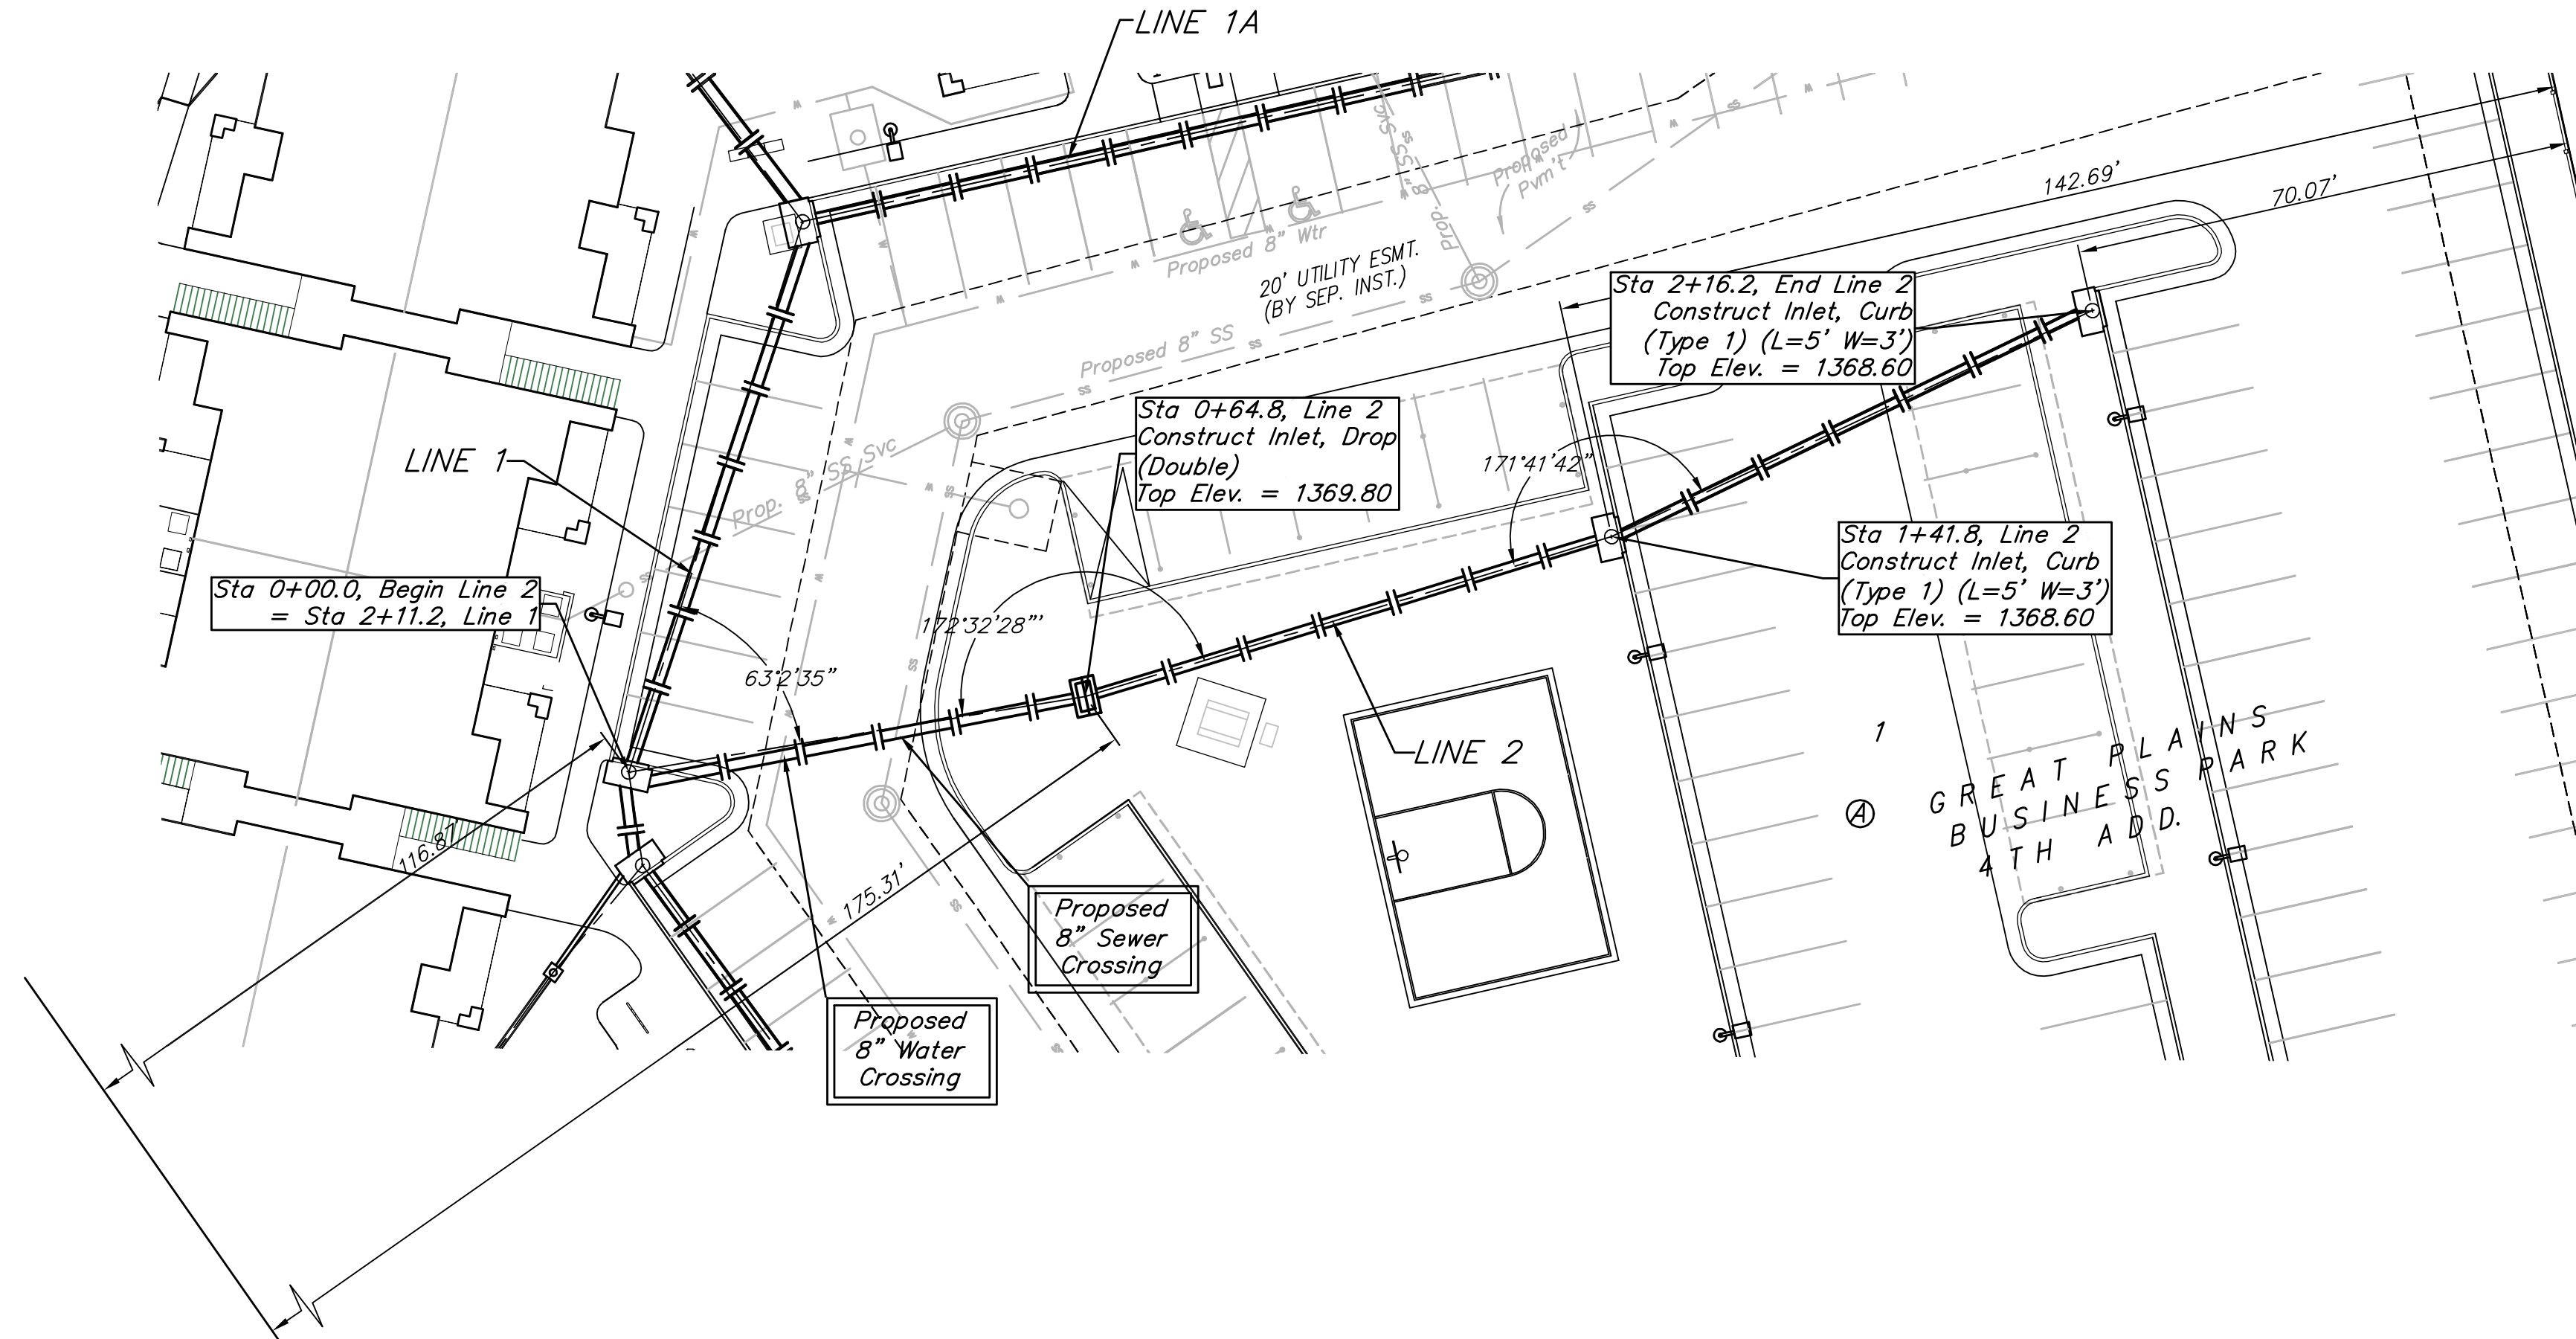 LINE 1A
142.69'
70.07'
Proposed
Pvm't
Prop. 8" SS Svc
Proposed 8" Wtr
20' UTILITY ESMT.
(BY SEP. INST.)
Proposed 8" SS
Sta 2+16.2, End Line 2
Construct Inlet, Curb
(Type 1) (L=5' W=3')
Top Elev. = 1368.60
Sta 0+64.8, Line 2
Construct Inlet, Drop
(Double)
Top Elev. = 1369.80
LINE 1
Prop. 8" SS Svc
171°41'42"
Sta 1+41.8, Line 2
Construct Inlet, Curb
(Type 1) (L=5' W=3')
Top Elev. = 1368.60
Sta 0+00.0, Begin Line 2
= Sta 2+11.2, Line 1
172°32'28"'
63°2'35"
LINE 2
1
A
GREAT PLAINS
BUSINESS PARK
4TH ADD.
116.87'
175.31'
Proposed
8" Sewer
Crossing
Proposed
8" Water
Crossing